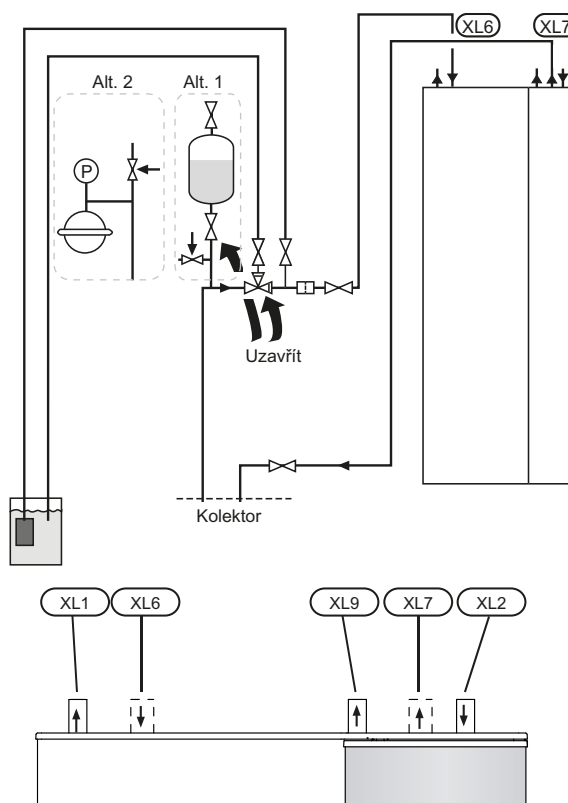 XL6 XL7
Alt. 2 Alt. 1
P
Uzavřít
Kolektor
XL1 XL6 XL9 XL7 XL2